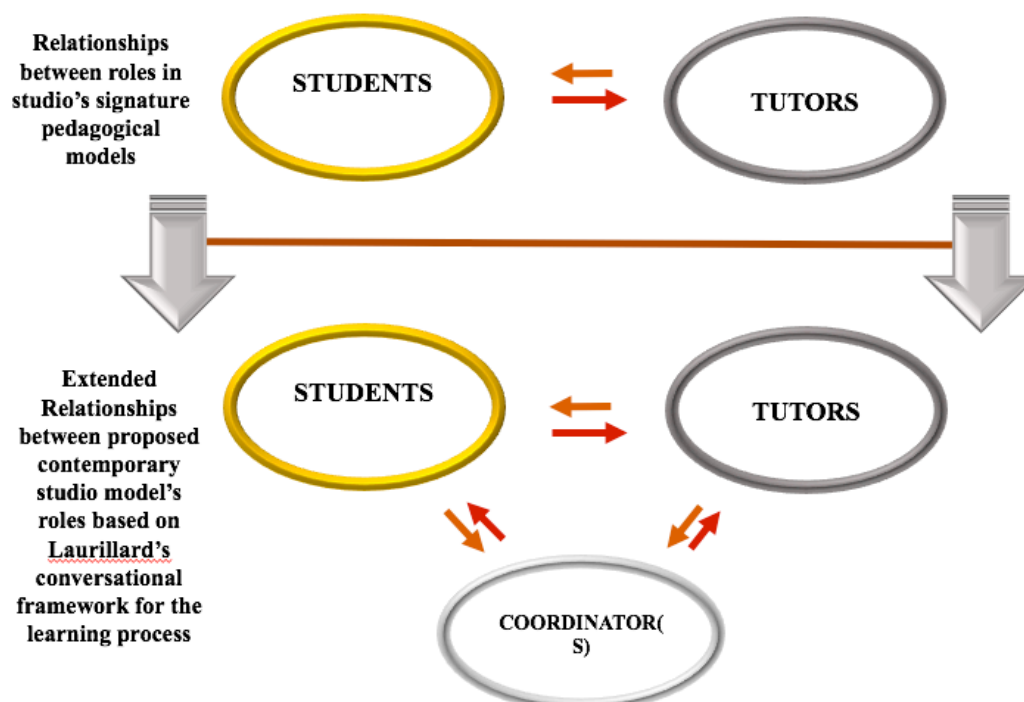 Relationships
between roles in
studio's signature
pedagogical
models
STUDENTS
TUTORS
Extended
Relationships
between proposed
contemporary
studio model's
roles based on
Laurillard's
conversational
framework for the
learning process
STUDENTS
TUTORS
COORDINATOR(
S)